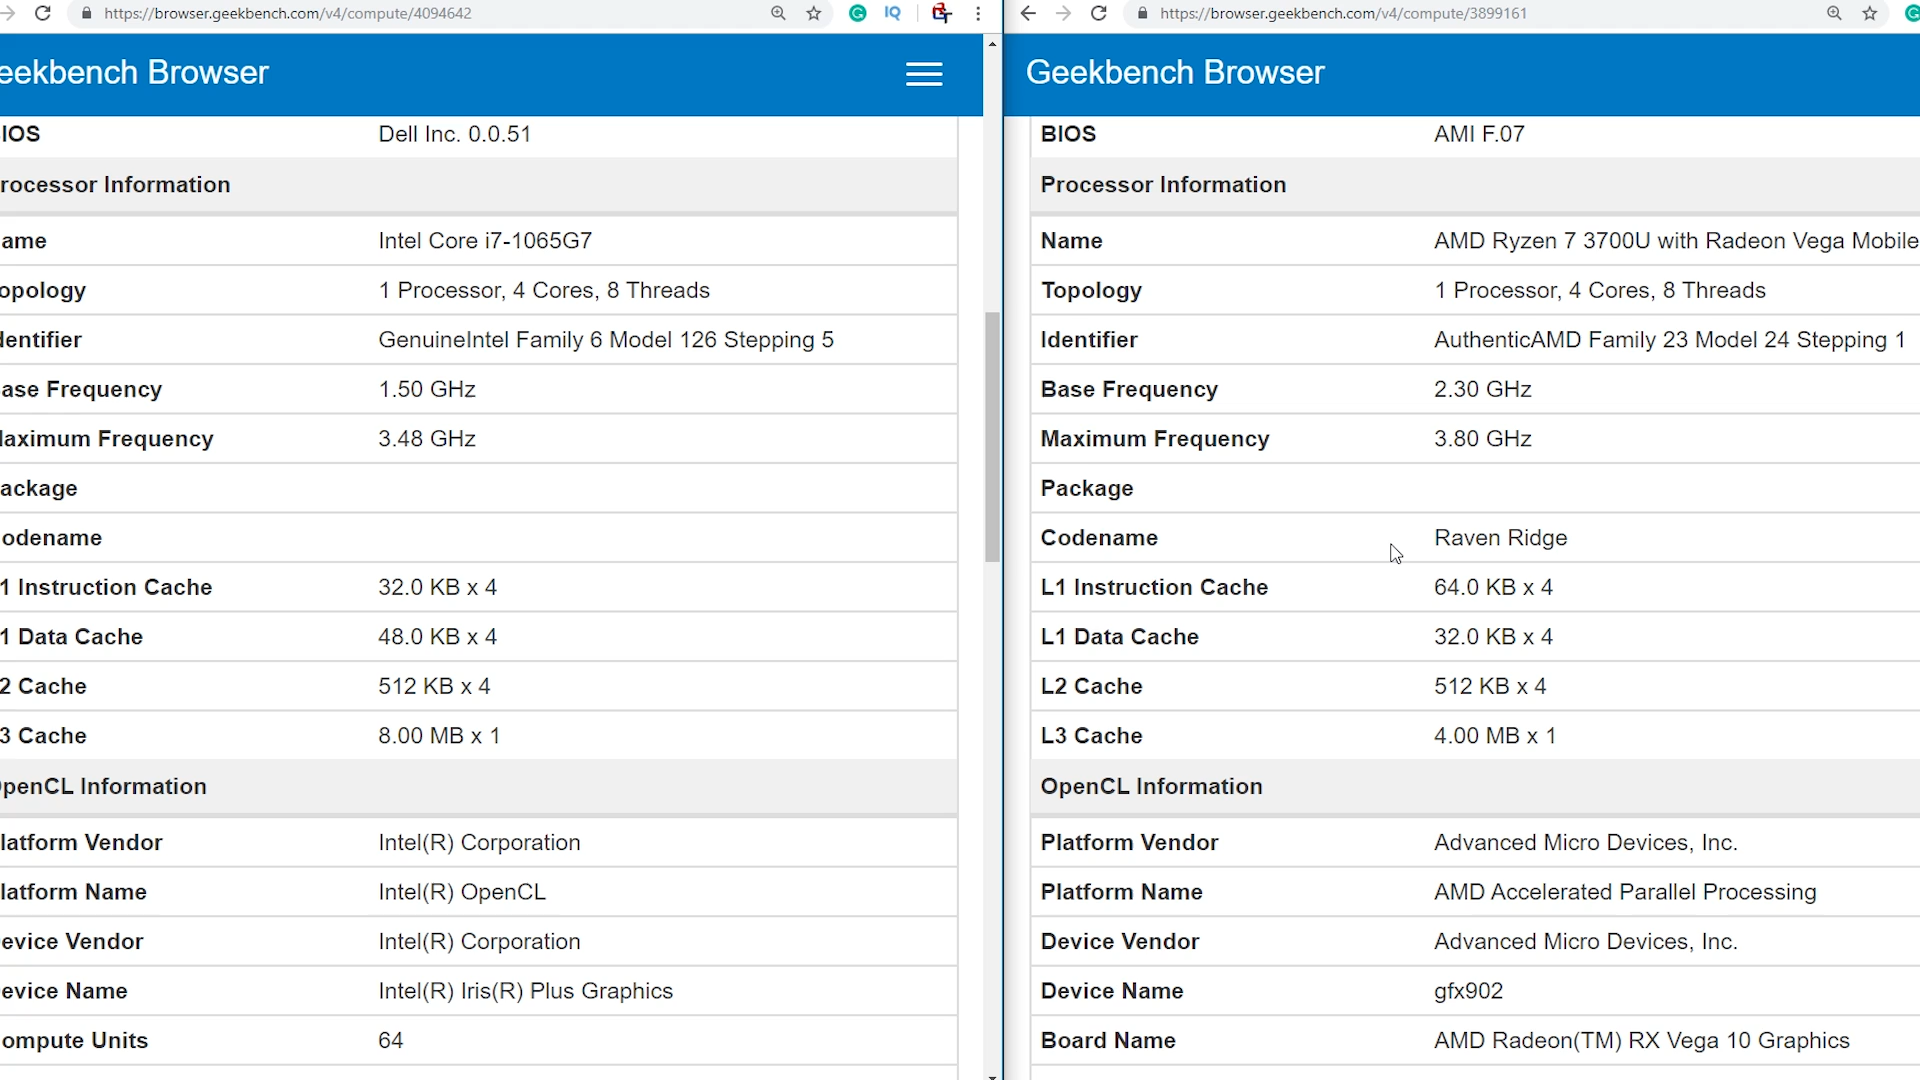 https://browser.geekbench.com/v4/compute/4094642
IQ
eekbench Browser
IOS Dell Inc. 0.0.51
rocessor Information
ame Intel Core i7-1065G7
opology 1 Processor, 4 Cores, 8 Threads
dentifier GenuineIntel Family 6 Model 126 Stepping 5
ase Frequency 1.50 GHz
laximum Frequency 3.48 GHz
ackage
odename
1 Instruction Cache 32.0 KB x 4
1 Data Cache 48.0 KB x 4
2 Cache 512 KB x 4
3 Cache 8.00 MB x 1
penCL Information
latform Vendor Intel(R) Corporation
latform Name Intel(R) OpenCL
evice Vendor Intel(R) Corporation
evice Name Intel(R) Iris(R) Plus Graphics
ompute Units 64
https://browser.geekbench.com/v4/compute/3899161
Geekbench Browser
BIOS AMI F.07
Processor Information
Name AMD Ryzen 7 3700U with Radeon Vega Mobile
Topology 1 Processor, 4 Cores, 8 Threads
Identifier AuthenticAMD Family 23 Model 24 Stepping 1
Base Frequency 2.30 GHz
Maximum Frequency 3.80 GHz
Package
Codename Raven Ridge
L1 Instruction Cache 64.0 KB x 4
L1 Data Cache 32.0 KB x 4
L2 Cache 512 KB x 4
L3 Cache 4.00 MB x 1
OpenCL Information
Platform Vendor Advanced Micro Devices, Inc.
Platform Name AMD Accelerated Parallel Processing
Device Vendor Advanced Micro Devices, Inc.
Device Name gfx902
Board Name AMD Radeon(TM) RX Vega 10 Graphics